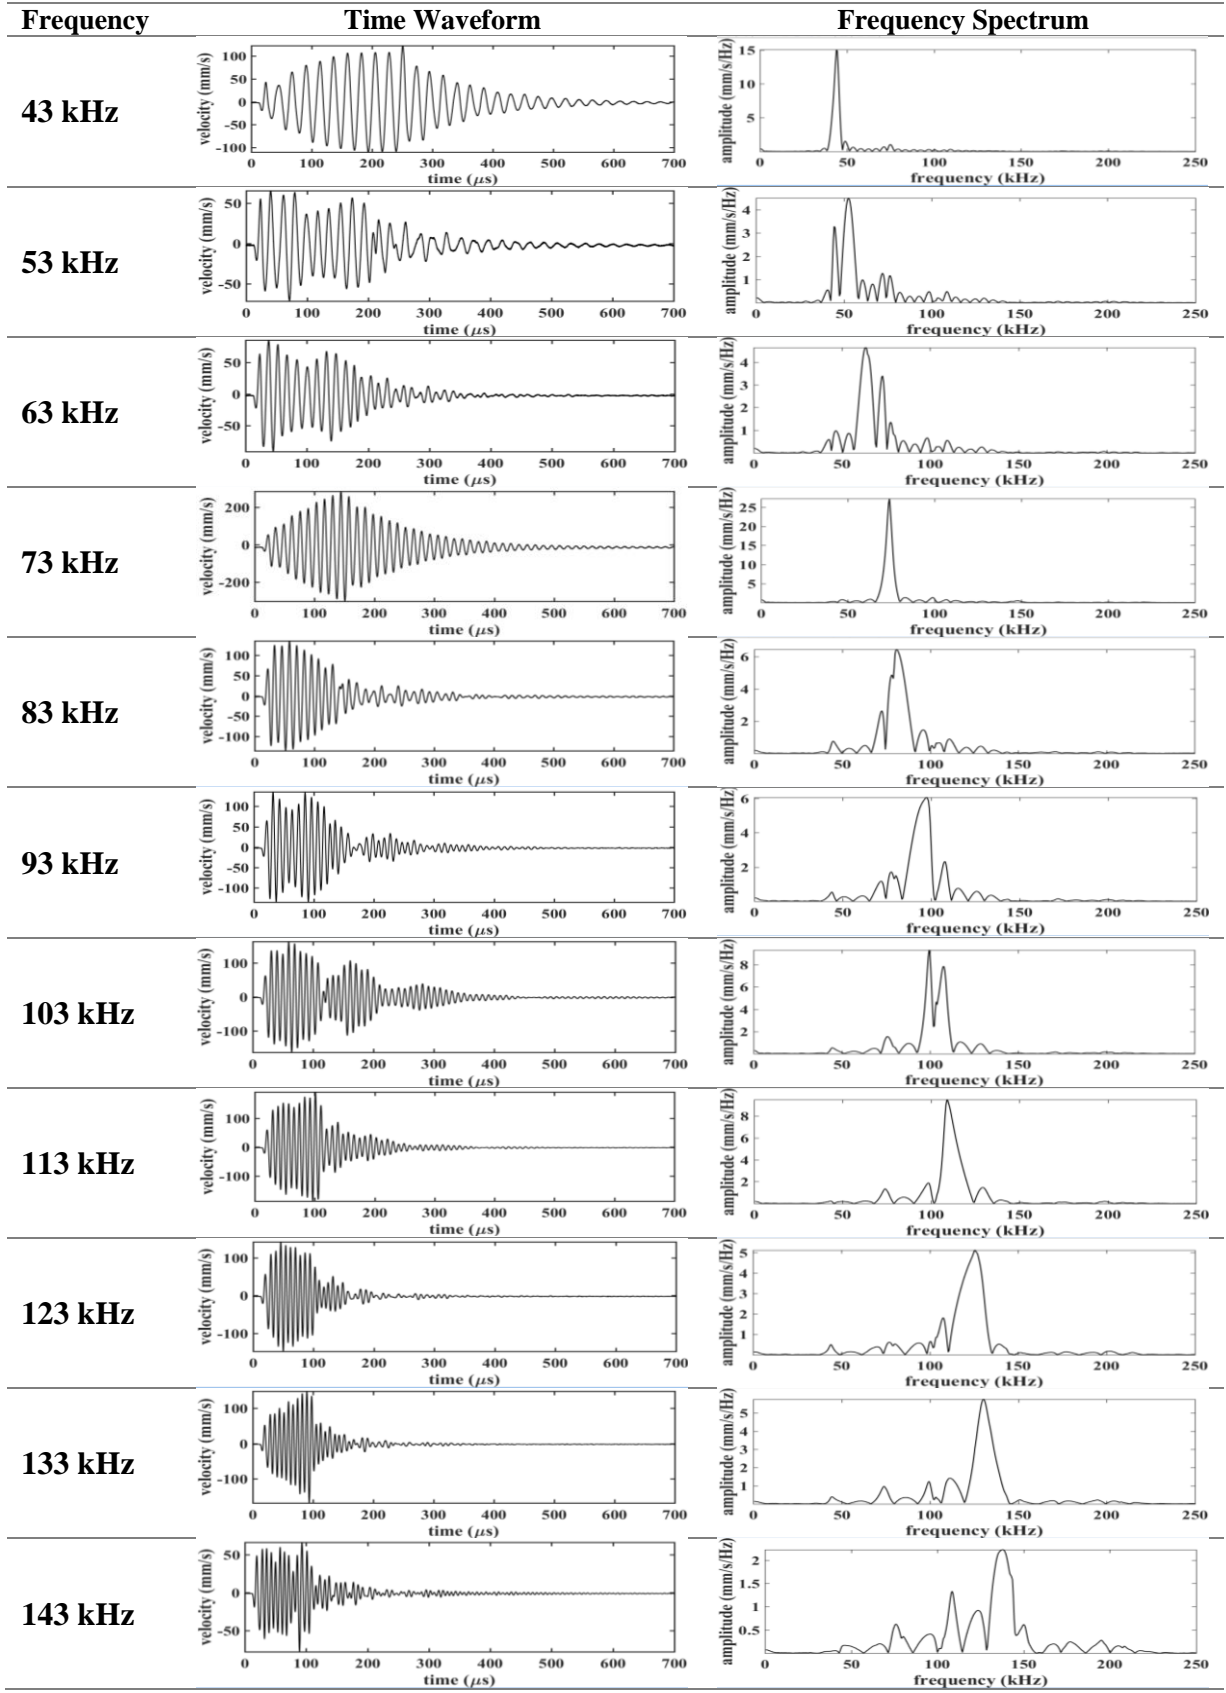 Frequency Time Waveform Frequency Spectrum
43 kHz
velocity (mm/s)
100
50
0
-50
-100
0 100 200 300 400 500 600 700
time (μs)
amplitude (mm/s/Hz)
15
10
5
0 50 100 150 200 250
frequency (kHz)
53 kHz
velocity (mm/s)
50
0
-50
0 100 200 300 400 500 600 700
time (μs)
amplitude (mm/s/Hz)
4
3
2
1
0 50 100 150 200 250
frequency (kHz)
63 kHz
velocity (mm/s)
50
0
-50
0 100 200 300 400 500 600 700
time (μs)
amplitude (mm/s/Hz)
4
3
2
1
0 50 100 150 200 250
frequency (kHz)
73 kHz
velocity (mm/s)
200
0
-200
0 100 200 300 400 500 600 700
time (μs)
amplitude (mm/s/Hz)
25
20
15
10
5
0 50 100 150 200 250
frequency (kHz)
83 kHz
velocity (mm/s)
100
50
0
-50
-100
0 100 200 300 400 500 600 700
time (μs)
amplitude (mm/s/Hz)
6
4
2
0 50 100 150 200 250
frequency (kHz)
93 kHz
velocity (mm/s)
100
50
0
-50
-100
0 100 200 300 400 500 600 700
time (μs)
amplitude (mm/s/Hz)
6
4
2
0 50 100 150 200 250
frequency (kHz)
103 kHz
velocity (mm/s)
100
0
-100
0 100 200 300 400 500 600 700
time (μs)
amplitude (mm/s/Hz)
8
6
4
2
0 50 100 150 200 250
frequency (kHz)
113 kHz
velocity (mm/s)
100
0
-100
0 100 200 300 400 500 600 700
time (μs)
amplitude (mm/s/Hz)
8
6
4
2
0 50 100 150 200 250
frequency (kHz)
123 kHz
velocity (mm/s)
100
0
-100
0 100 200 300 400 500 600 700
time (μs)
amplitude (mm/s/Hz)
5
4
3
2
1
0 50 100 150 200 250
frequency (kHz)
133 kHz
velocity (mm/s)
100
0
-100
0 100 200 300 400 500 600 700
time (μs)
amplitude (mm/s/Hz)
5
4
3
2
1
0 50 100 150 200 250
frequency (kHz)
143 kHz
velocity (mm/s)
50
0
-50
0 100 200 300 400 500 600 700
time (μs)
amplitude (mm/s/Hz)
2
1.5
1
0.5
0 50 100 150 200 250
frequency (kHz)